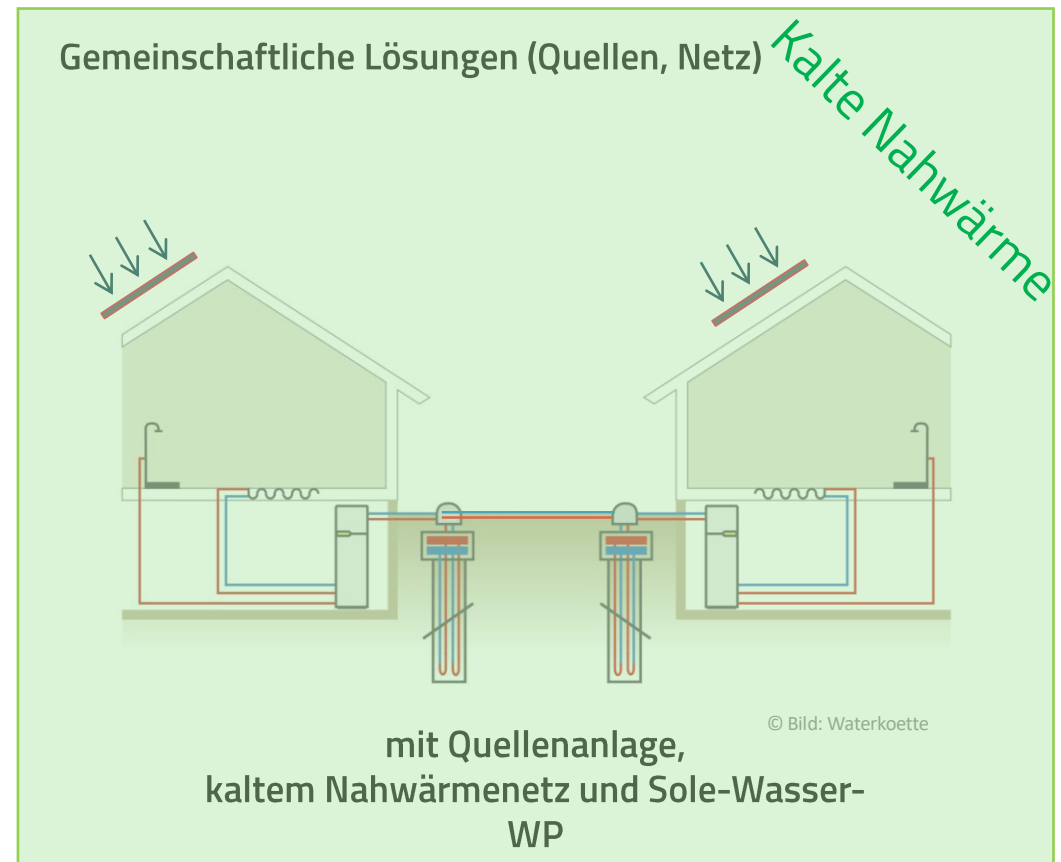 Gemeinschaftliche Lösungen (Quellen, Netz)
Kalte Nahwärme
© Bild: Waterkoette
mit Quellenanlage,
kaltem Nahwärmenetz und Sole-Wasser-
WP